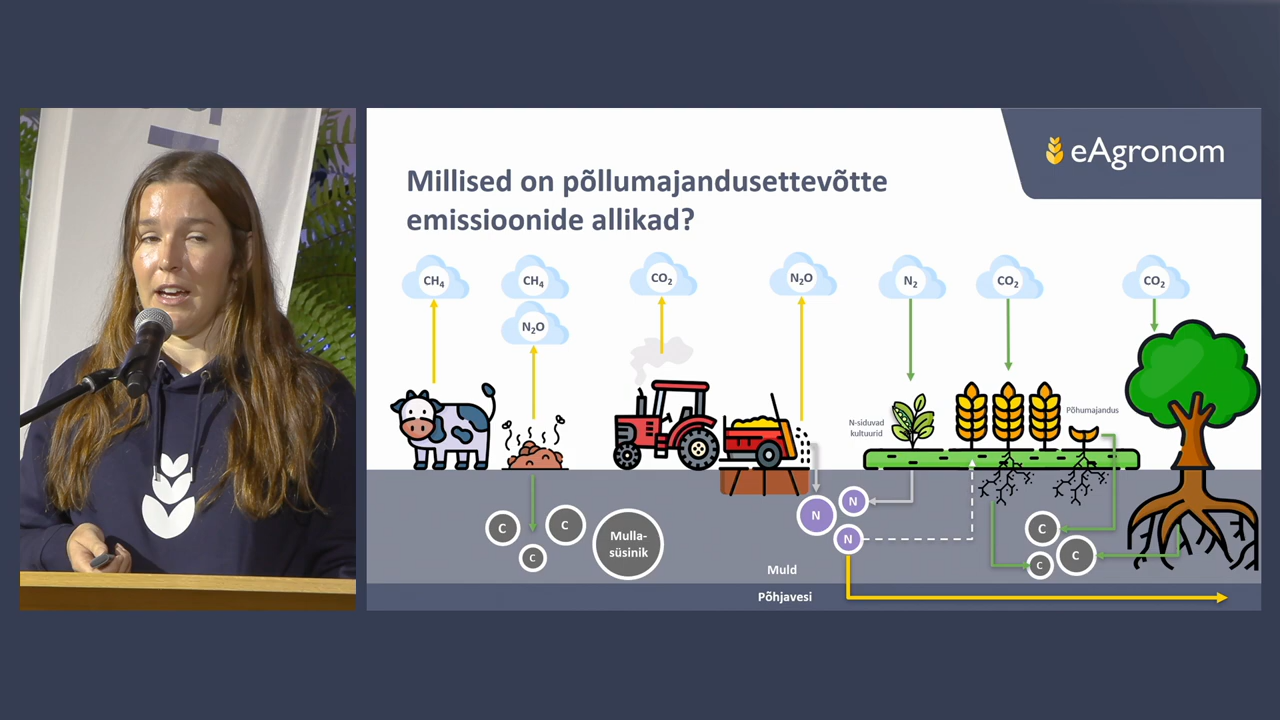 eAgronom
Millised on põllumajandusettevõtte
emissioonide allikad?
CH₄
CH₄
CO₂
N₂O
N₂
CO₂
CO₂
N₂O
N-siduvad
kultuurid
Põhumajandus
C
C
C
Mulla-
süsinik
N
N
N
C
C
C
Muld
Põhjavesi